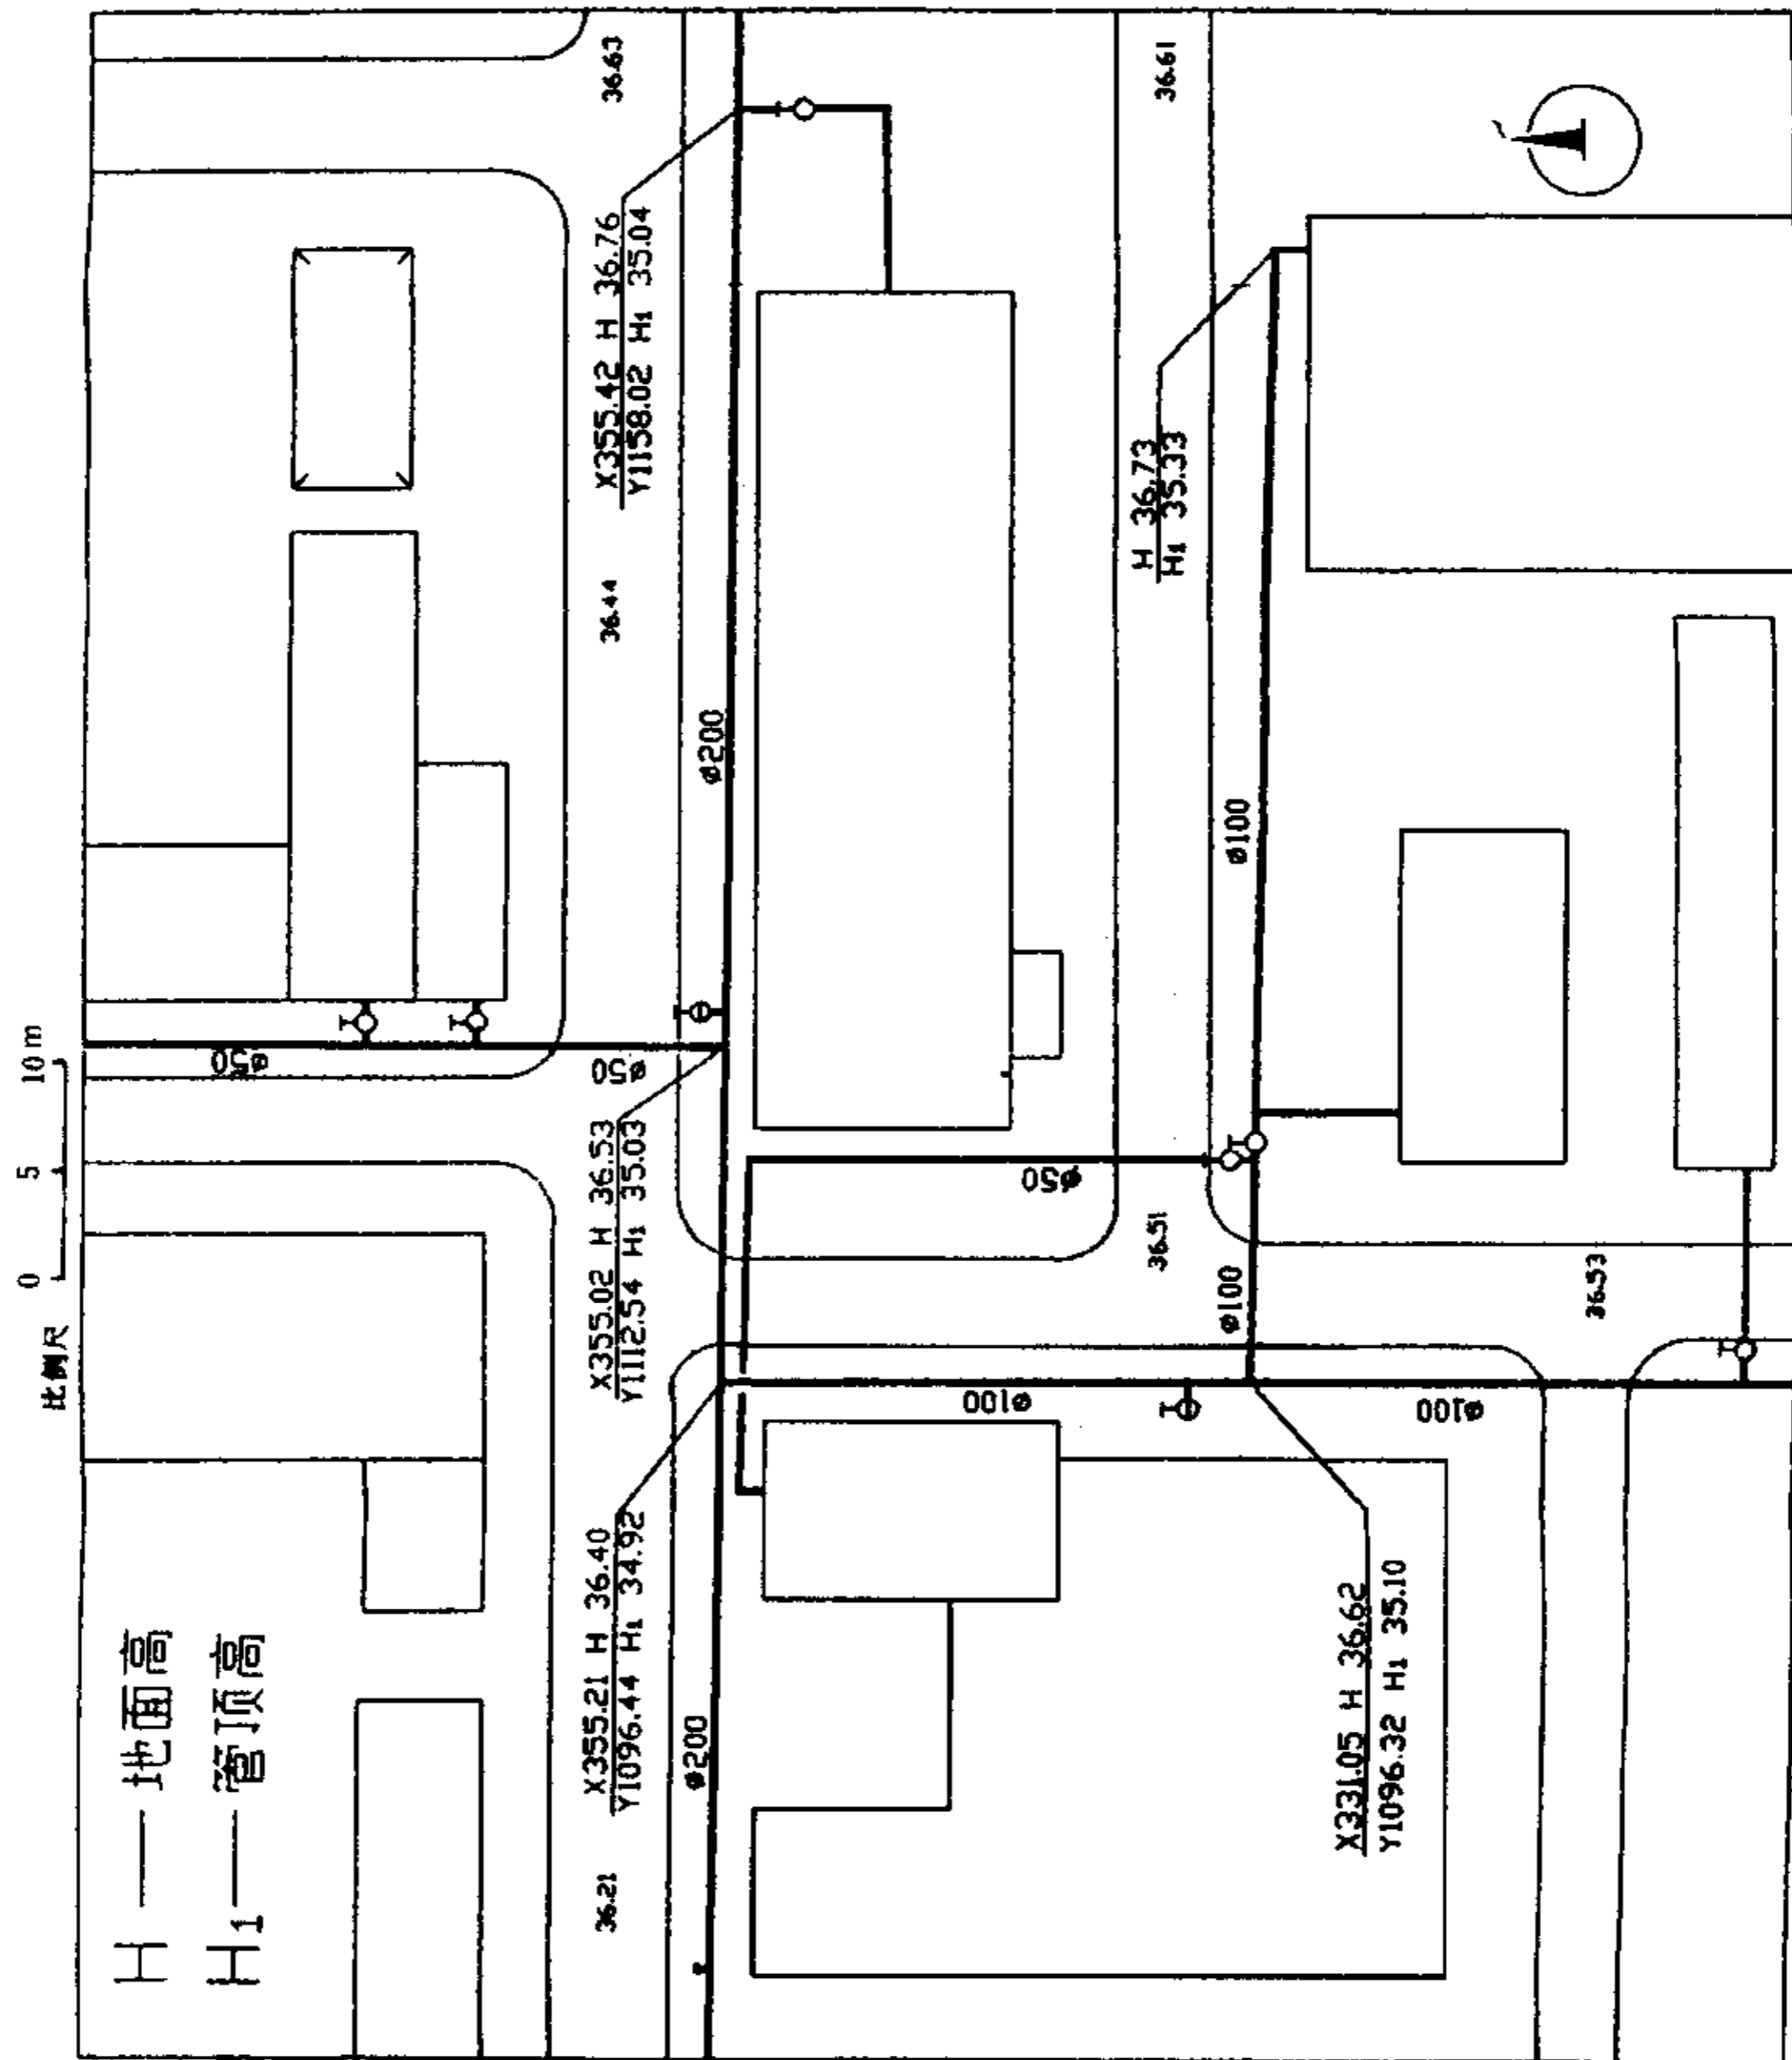 比例尺
0 5 10 m
H — 地面高
H1 — 管顶高
ø50
ø50
36.21
X355.21 H 36.40
Y1096.44 H1 34.92
X355.02 H 36.53
Y1112.54 H1 35.03
36.44
X355.42 H 36.76
Y1158.02 H1 35.04
36.63
ø200
ø200
ø100
ø50
36.51
H 36.73
H1 35.33
36.61
ø100
ø100
X331.05 H 36.62
Y1096.32 H1 35.10
ø100
36.53